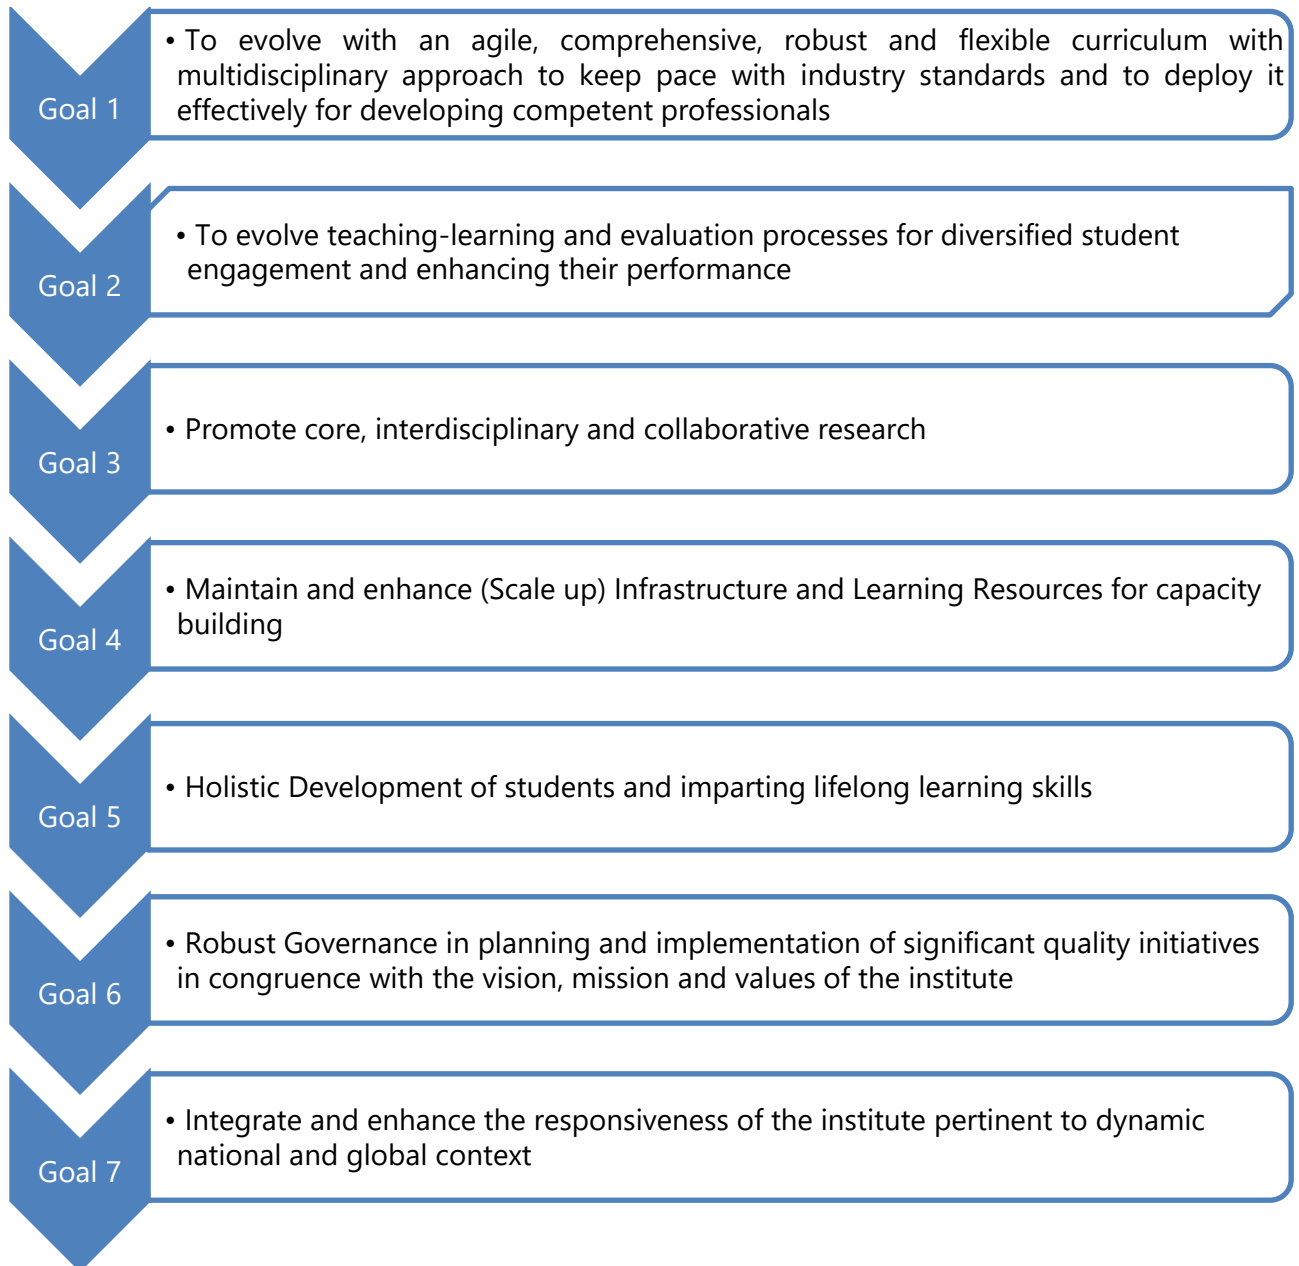 Goal 1
• To evolve with an agile, comprehensive, robust and flexible curriculum with
multidisciplinary approach to keep pace with industry standards and to deploy it
effectively for developing competent professionals
Goal 2
• To evolve teaching-learning and evaluation processes for diversified student
engagement and enhancing their performance
Goal 3
• Promote core, interdisciplinary and collaborative research
Goal 4
• Maintain and enhance (Scale up) Infrastructure and Learning Resources for capacity
building
Goal 5
• Holistic Development of students and imparting lifelong learning skills
Goal 6
• Robust Governance in planning and implementation of significant quality initiatives
in congruence with the vision, mission and values of the institute
Goal 7
• Integrate and enhance the responsiveness of the institute pertinent to dynamic
national and global context